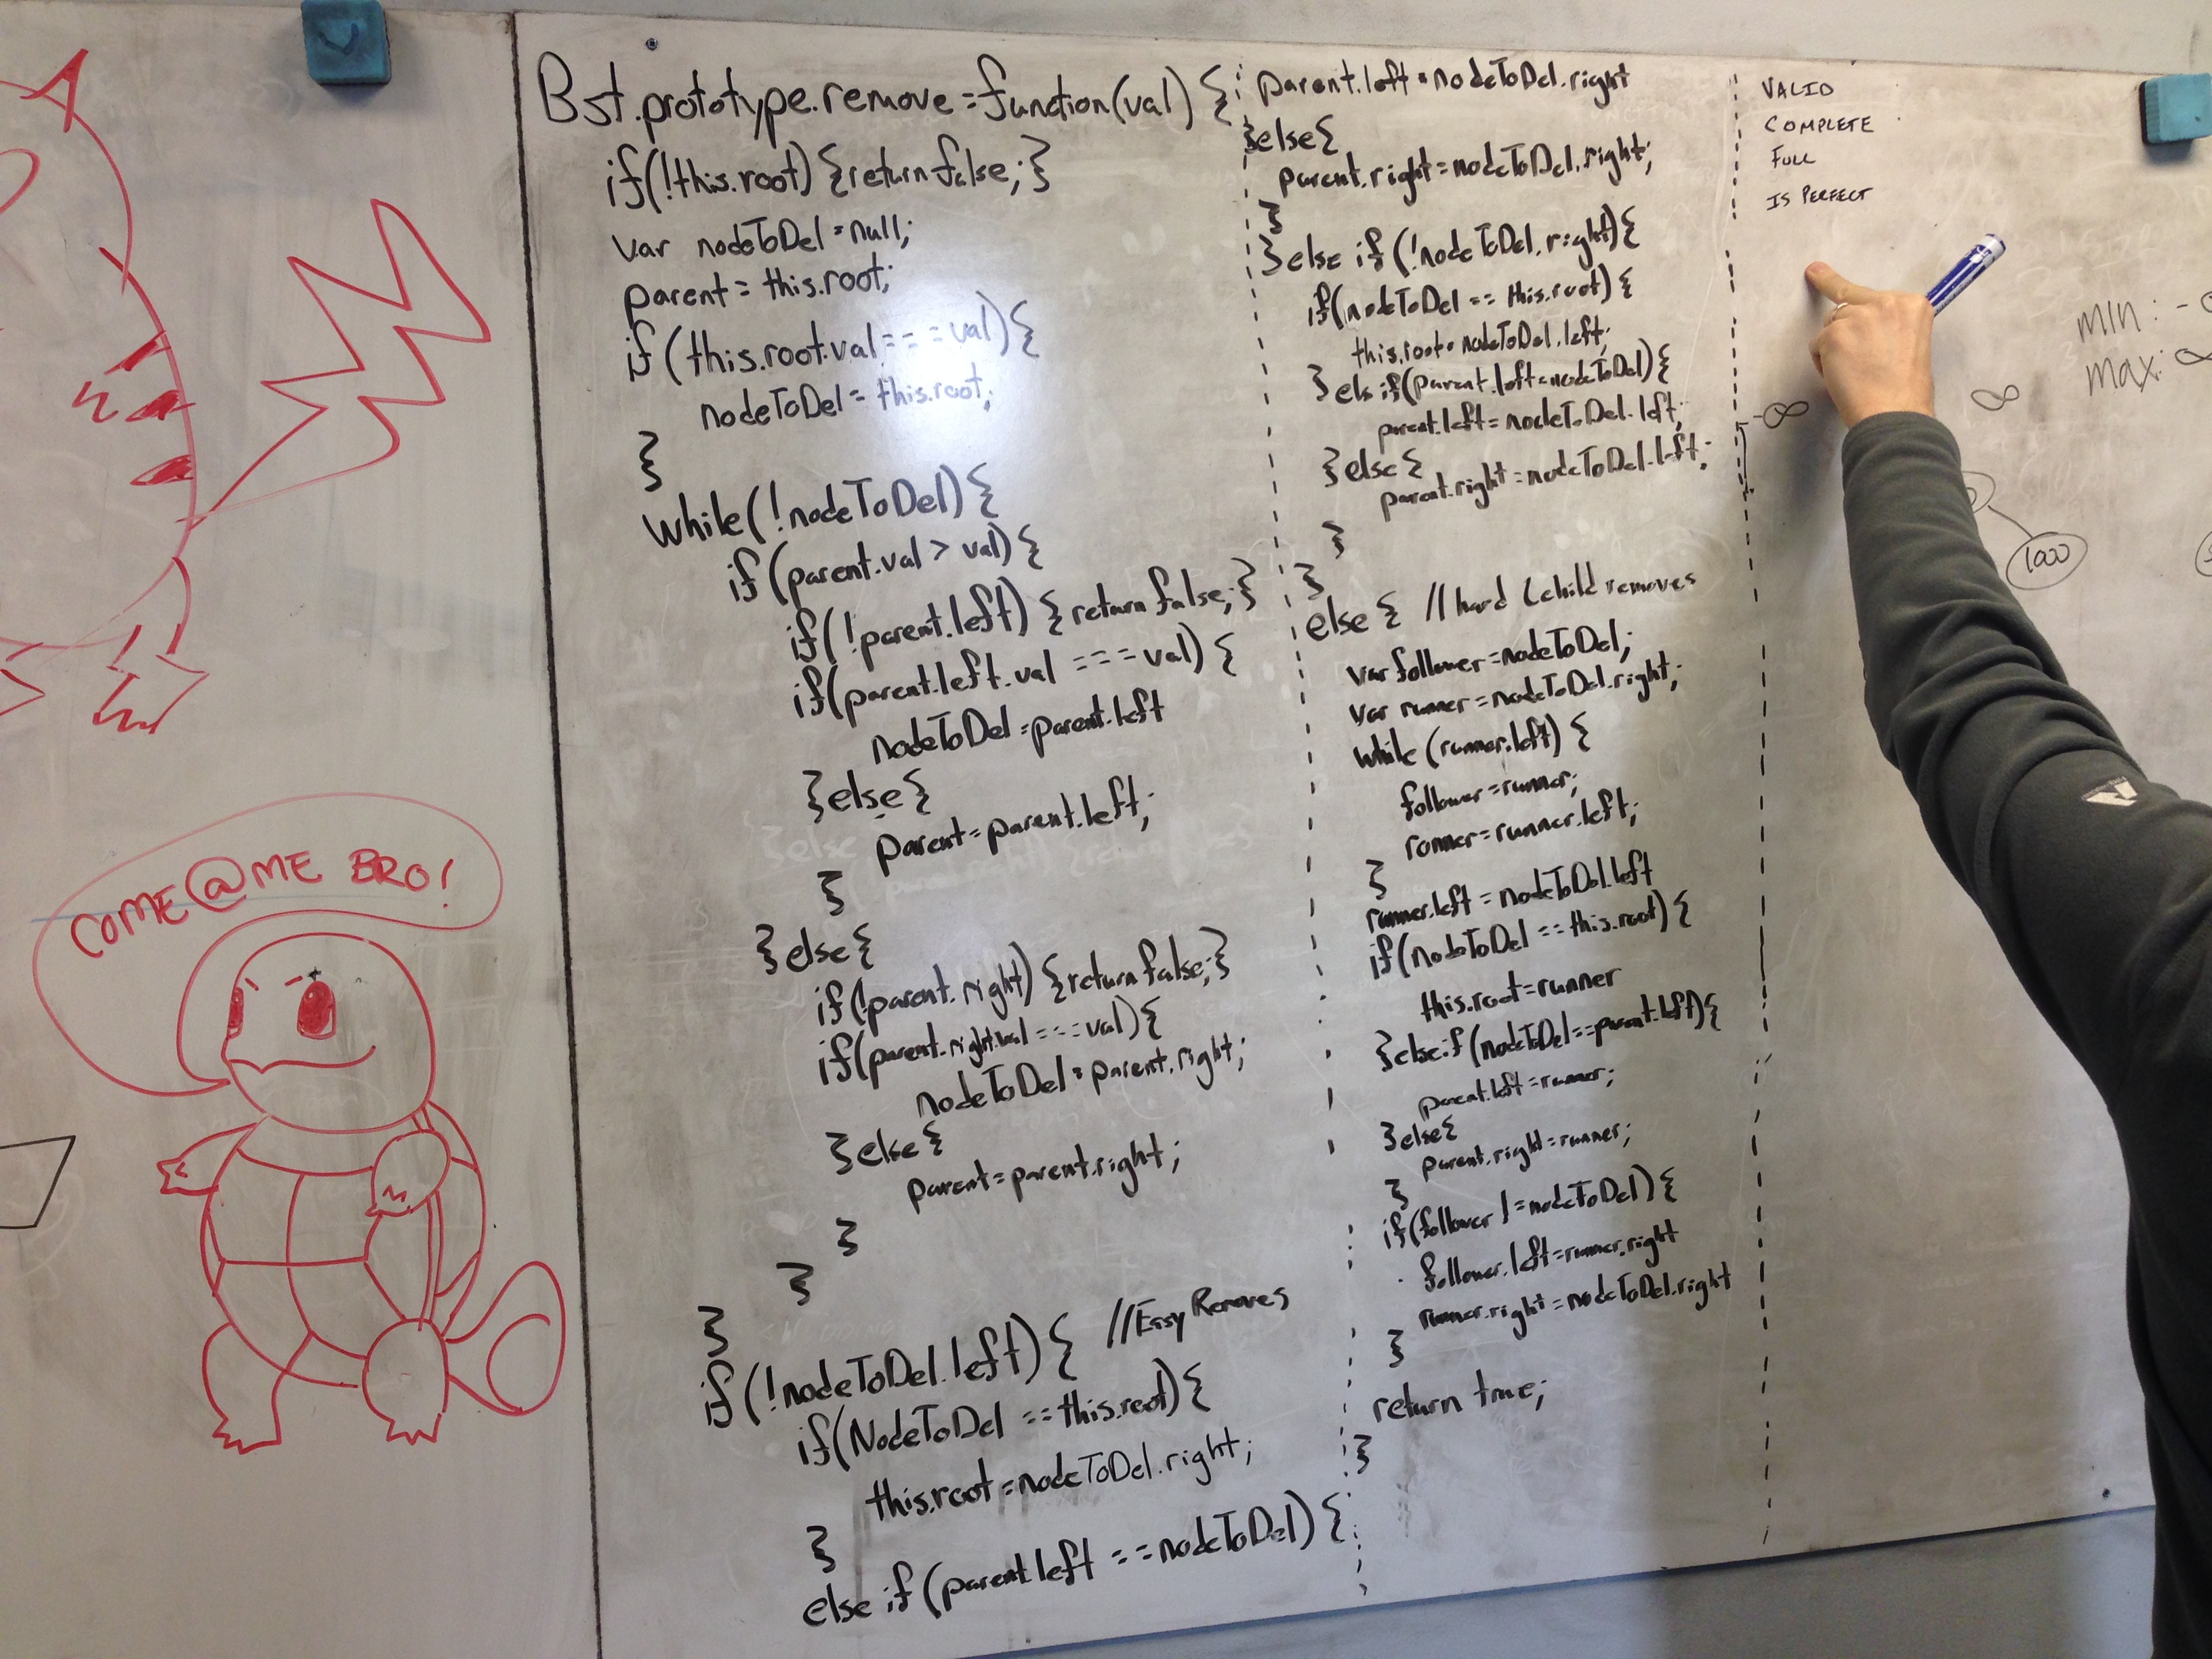 COME@ME BRO!
Bst.prototype.remove=function(val) {
if(!this.root) {return false;}
var nodeToDel=null;
parent = this.root;
if (this.root.val===val){
nodeToDel = this.root;
}
while(!nodeToDel) {
if (parent.val > val) {
if(!parent.left) {return false;}
if(parent.left.val ===val) {
nodeToDel=parent.left
}else{
parent=parent.left;
}
}else{
if(!parent.right) {return false;}
if(parent.right.val===val){
nodeToDel=parent.right;
}else{
parent=parent.right;
}
}
}
if(!nodeToDel.left) { //Easy Removes
if(NodeToDel ==this.root){
this.root=nodeToDel.right;
}
else if (parent.left ==nodeToDel) {
parent.left=nodeToDel.right
}else{
parent.right=nodeToDel.right;
}
}else if (!nodeToDel.right){
if(nodeToDel == this.root) {
this.root=nodeToDel.left;
}els if(parent.left=nodeToDel){
parent.left=nodeToDel.left;
}else{
parent.right=nodeToDel.left;
}
}
else { //hard (child removes
var follower=nodeToDel;
var runner=nodeToDel.right;
while (runner.left) {
follower=runner;
runner=runner.left;
}
runner.left = nodeToDel.left
if(nodeToDel ==this.root) {
this.root=runner
}else if(nodeToDel==parent.left){
parent.left=runner;
}else{
parent.right=runner;
}
if(follower !=nodeToDel) {
follower.left=runner.right
runner.right=nodeToDel.right
}
return true;
}
VALID
COMPLETE
FULL
IS PERFECT
MIN: -
max: ∞
-∞
∞
1000